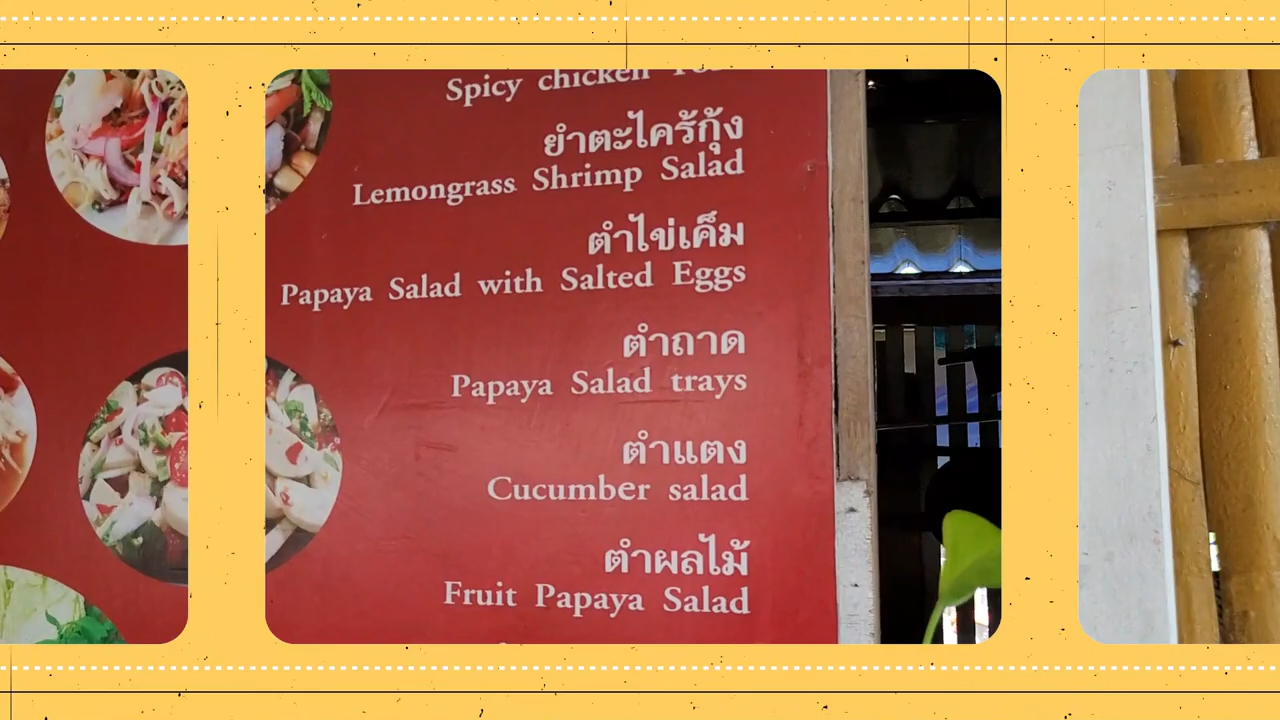 Spicy chicken
ยำตะไคร้กุ้ง
Lemongrass Shrimp Salad
ตำไข่เค็ม
Papaya Salad with Salted Eggs
ตำถาด
Papaya Salad trays
ตำแตง
Cucumber salad
ตำผลไม้
Fruit Papaya Salad